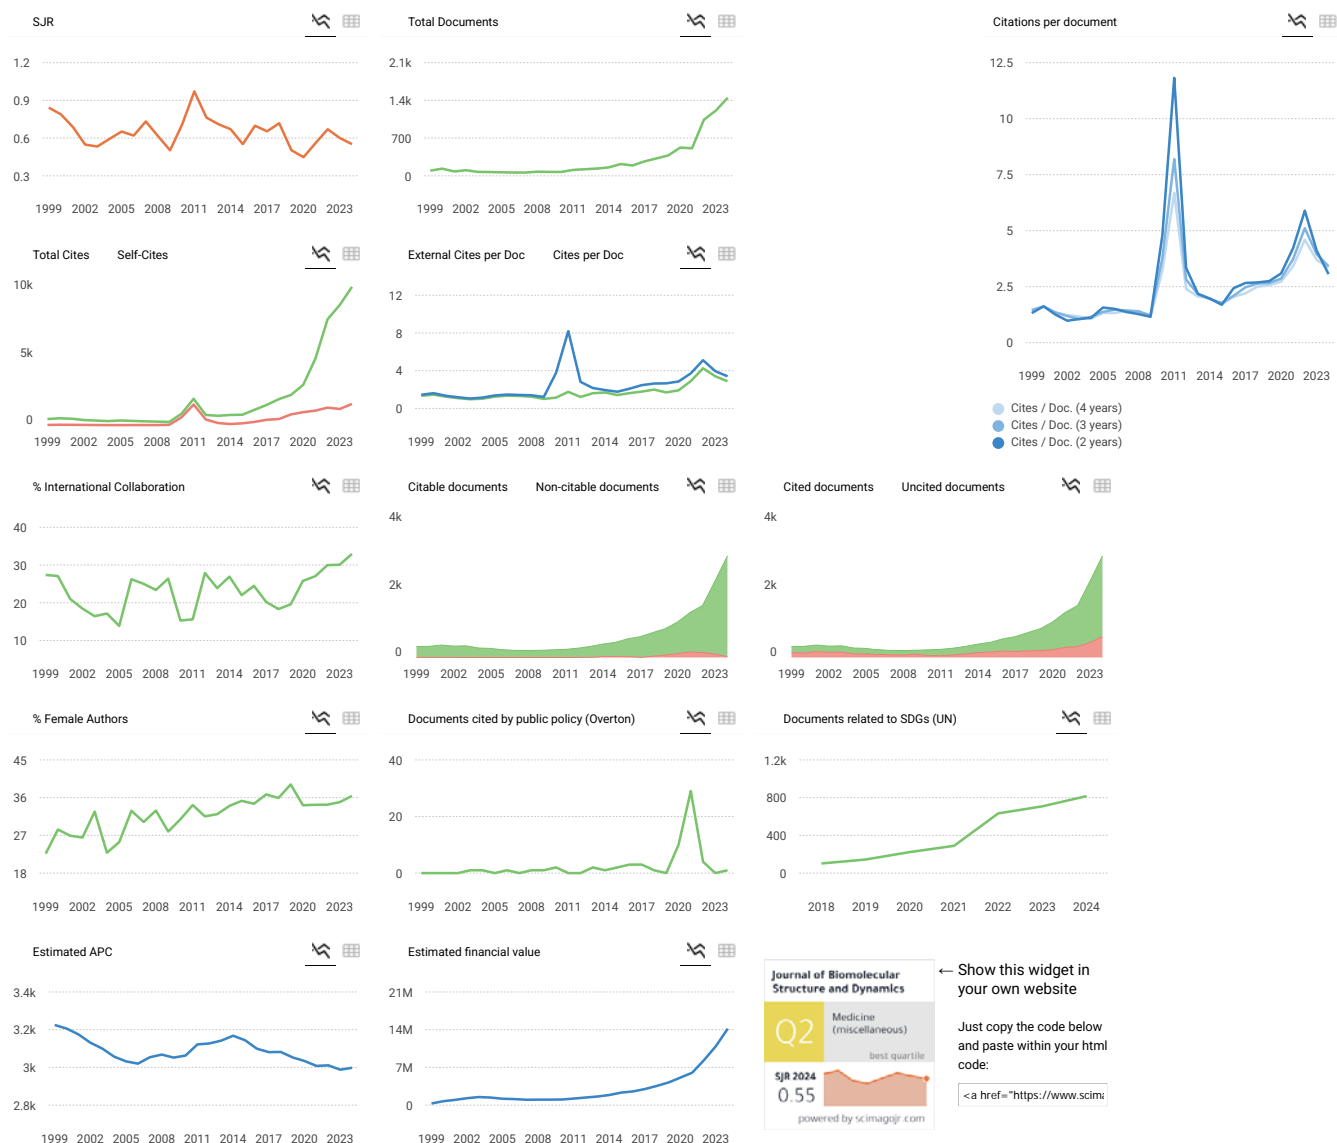 SJR
1.2
0.9
0.6
0.3
1999 2002 2005 2008 2011 2014 2017 2020 2023
Total Documents
2.1k
1.4k
700
0
1999 2002 2005 2008 2011 2014 2017 2020 2023
Citations per document
12.5
10
7.5
5
2.5
0
1999 2002 2005 2008 2011 2014 2017 2020 2023
Cites / Doc. (4 years)
Cites / Doc. (3 years)
Cites / Doc. (2 years)
Total Cites Self-Cites
10k
5k
0
1999 2002 2005 2008 2011 2014 2017 2020 2023
External Cites per Doc Cites per Doc
12
8
4
0
1999 2002 2005 2008 2011 2014 2017 2020 2023
% International Collaboration
40
30
20
10
1999 2002 2005 2008 2011 2014 2017 2020 2023
Citable documents Non-citable documents
4k
2k
0
1999 2002 2005 2008 2011 2014 2017 2020 2023
Cited documents Uncited documents
4k
2k
0
1999 2002 2005 2008 2011 2014 2017 2020 2023
% Female Authors
45
36
27
18
1999 2002 2005 2008 2011 2014 2017 2020 2023
Documents cited by public policy (Overton)
40
20
0
1999 2002 2005 2008 2011 2014 2017 2020 2023
Documents related to SDGs (UN)
1.2k
800
400
0
2018 2019 2020 2021 2022 2023 2024
Estimated APC
3.4k
3.2k
3k
2.8k
1999 2002 2005 2008 2011 2014 2017 2020 2023
Estimated financial value
21M
14M
7M
0
1999 2002 2005 2008 2011 2014 2017 2020 2023
Journal of Biomolecular
Structure and Dynamics
Q2
Medicine
(miscellaneous)
best quartile
SJR 2024
0.55
powered by scimagojr.com
← Show this widget in
your own website
Just copy the code below
and paste within your html
code:
<a href="https://www.scima